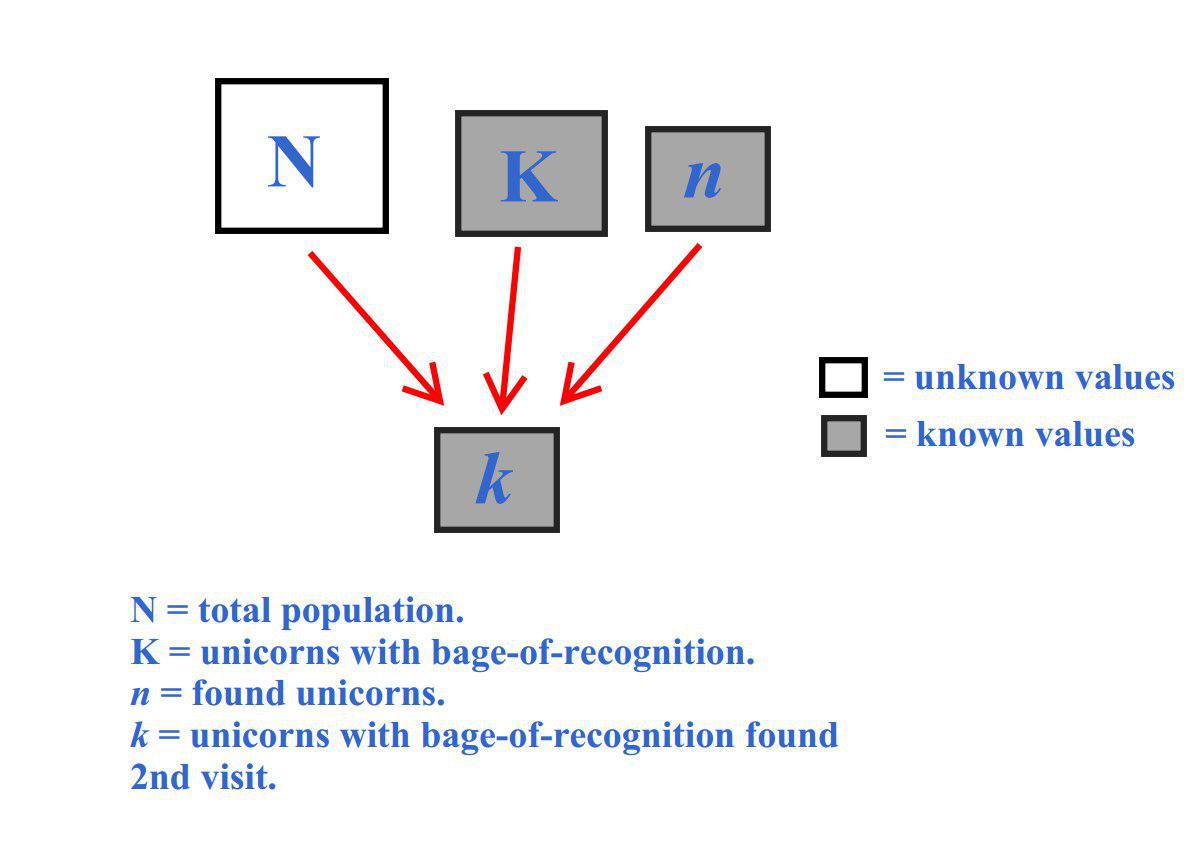 N
K
n
k
= unknown values
= known values
N = total population.
K = unicorns with bage-of-recognition.
n = found unicorns.
k = unicorns with bage-of-recognition found
2nd visit.